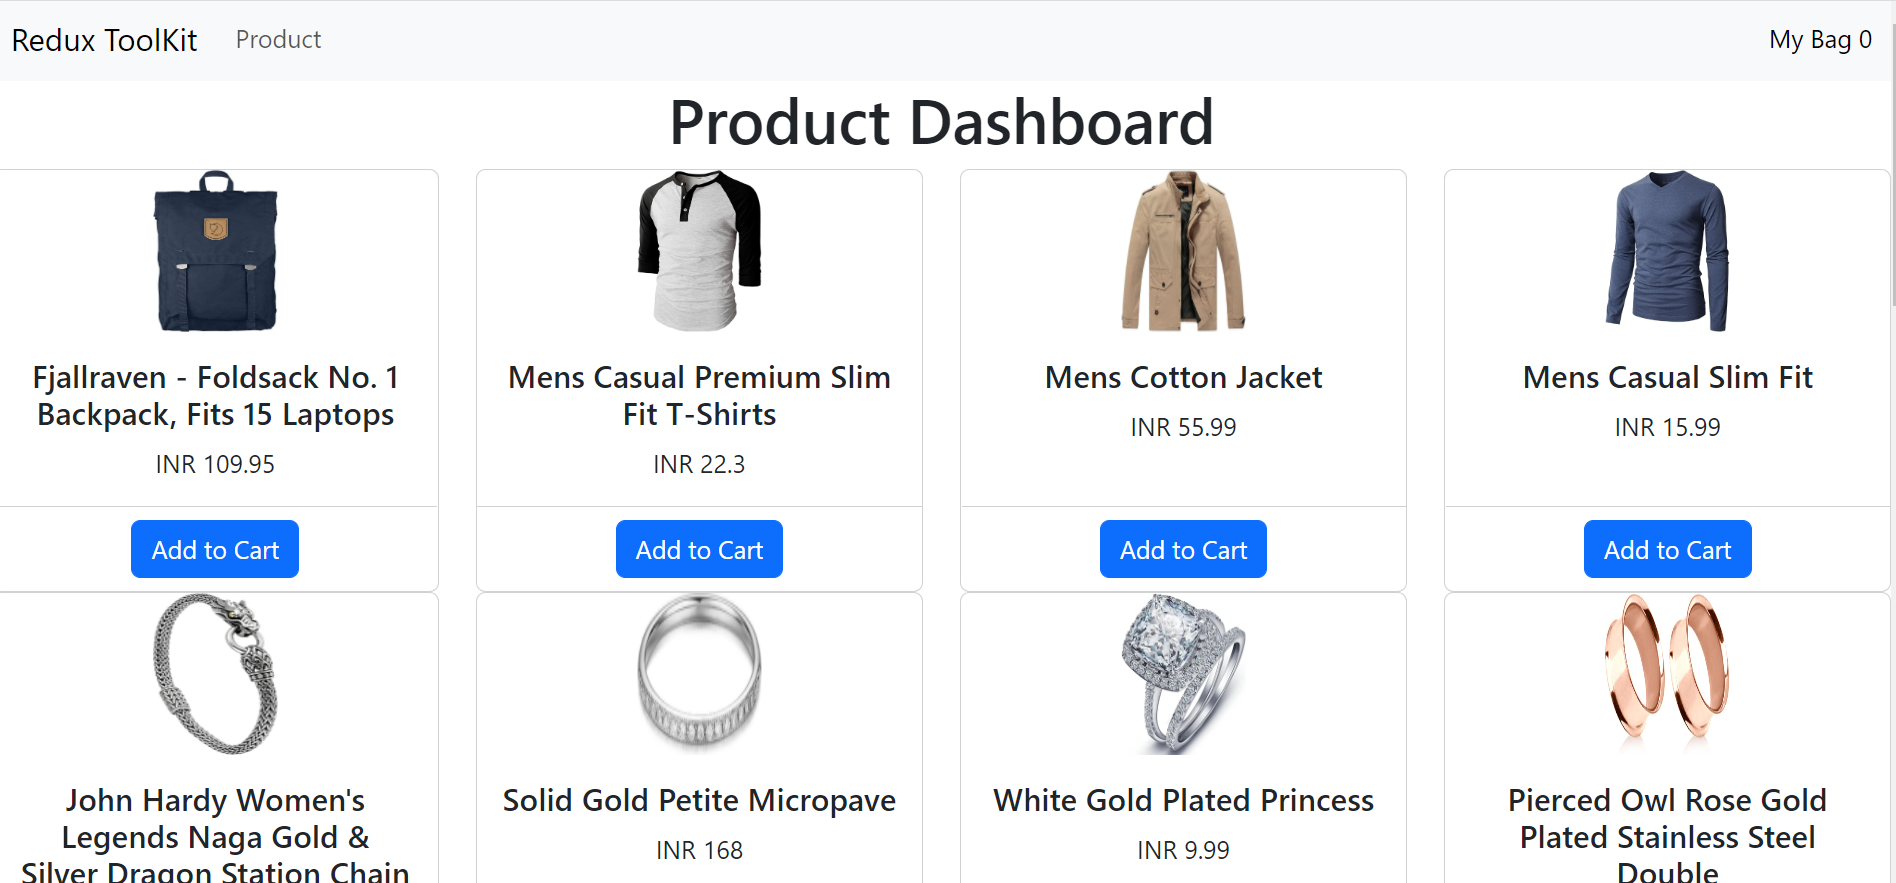 Redux ToolKit Product My Bag 0
Product Dashboard
Fjallraven - Foldsack No. 1
Backpack, Fits 15 Laptops
INR 109.95
Add to Cart
Mens Casual Premium Slim
Fit T-Shirts
INR 22.3
Add to Cart
Mens Cotton Jacket
INR 55.99
Add to Cart
Mens Casual Slim Fit
INR 15.99
Add to Cart
John Hardy Women's
Legends Naga Gold &
Silver Dragon Station Chain
Solid Gold Petite Micropave
INR 168
White Gold Plated Princess
INR 9.99
Pierced Owl Rose Gold
Plated Stainless Steel
Double